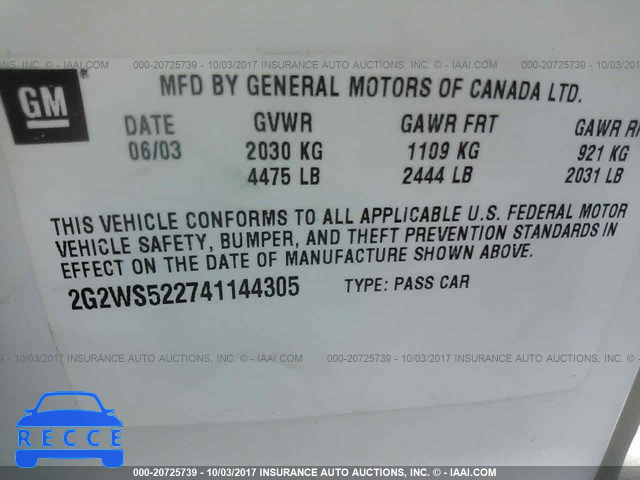 000-20725739 - 10/03/2017 INSURANCE AUTO AUCTIONS - IAAI.COM
GM®
MFD BY GENERAL MOTORS OF CANADA LTD.
DATE GVWR GAWR FRT GAWR
06/03 2030 KG 1109 KG 921 KG
4475 LB 2444 LB 2031 LB
THIS VEHICLE CONFORMS TO ALL APPLICABLE U.S. FEDERAL MOTOR
VEHICLE SAFETY, BUMPER, AND THEFT PREVENTION STANDARDS IN
EFFECT ON THE DATE OF MANUFACTURE SHOWN ABOVE.
2G2WS522741144305 TYPE: PASS CAR
CTIONS - IAAI.COM 000-20725739 - 10/03/2017 INSURANCE AUTO AUCTIONS - IAAI.COM
RECCE
000-20725739 - 10/03/2017 INSURANCE AUTO AUCTIONS - IAAI.COM